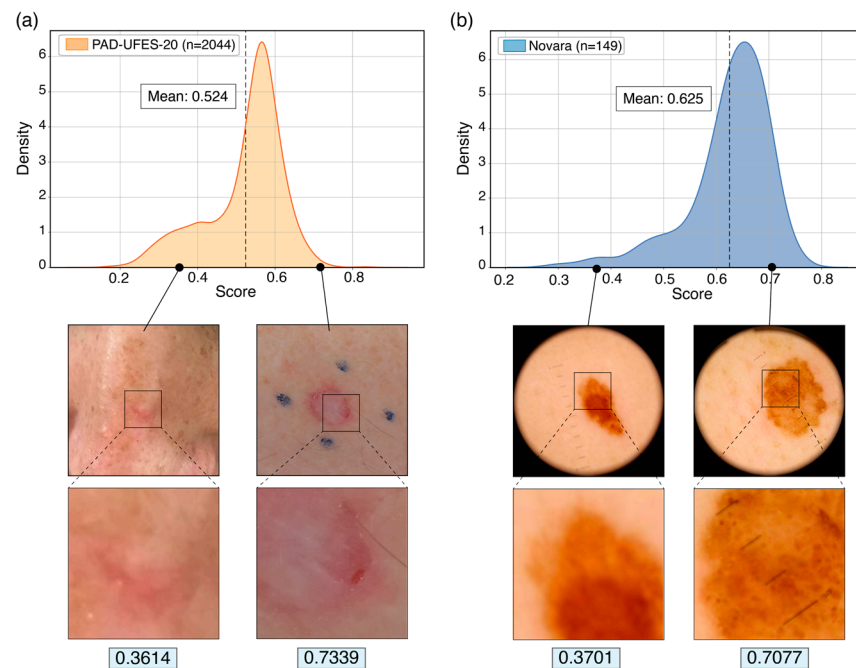 (a)
PAD-UFES-20 (n=2044)
Mean: 0.524
Density
6
5
4
3
2
1
0
0.2 0.4 0.6 0.8
Score
0.3614 0.7339
(b)
Novara (n=149)
Mean: 0.625
Density
6
5
4
3
2
1
0
0.2 0.3 0.4 0.5 0.6 0.7 0.8
Score
0.3701 0.7077